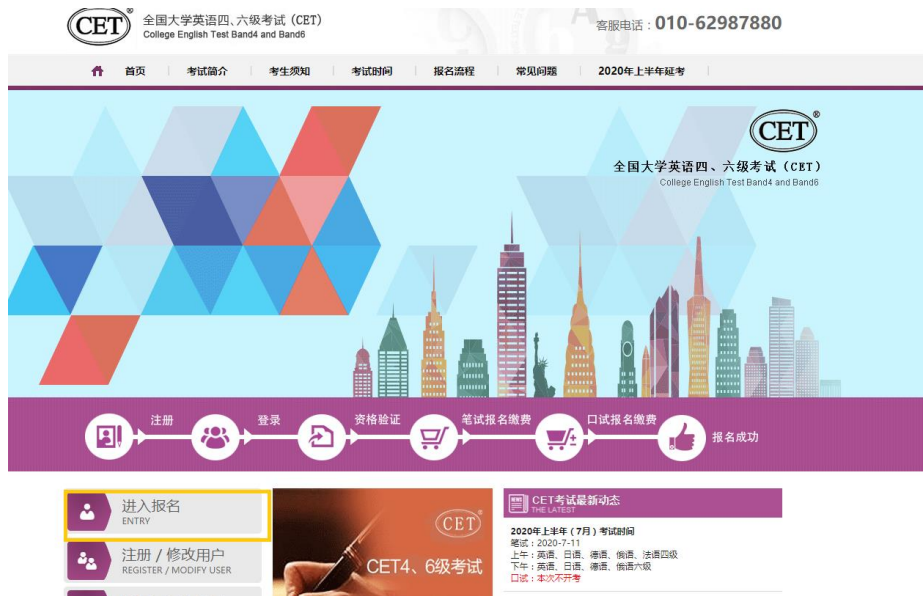 CET®
全国大学英语四、六级考试（CET）
College English Test Band4 and Band6
客服电话：010-62987880
首页 考试简介 考生须知 考试时间 报名流程 常见问题 2020年上半年延考
CET®
全国大学英语四、六级考试（CET）
College English Test Band4 and Band6
注册 登录 资格验证 笔试报名缴费 口试报名缴费 报名成功
进入报名
ENTRY
注册 / 修改用户
REGISTER / MODIFY USER
CET®
CET4、6级考试
NEWS
CET考试最新动态
THE LATEST
2020年上半年（7月）考试时间
笔试：2020-7-11
上午：英语、日语、德语、俄语、法语四级
下午：英语、日语、德语、俄语六级
口试：本次不开考